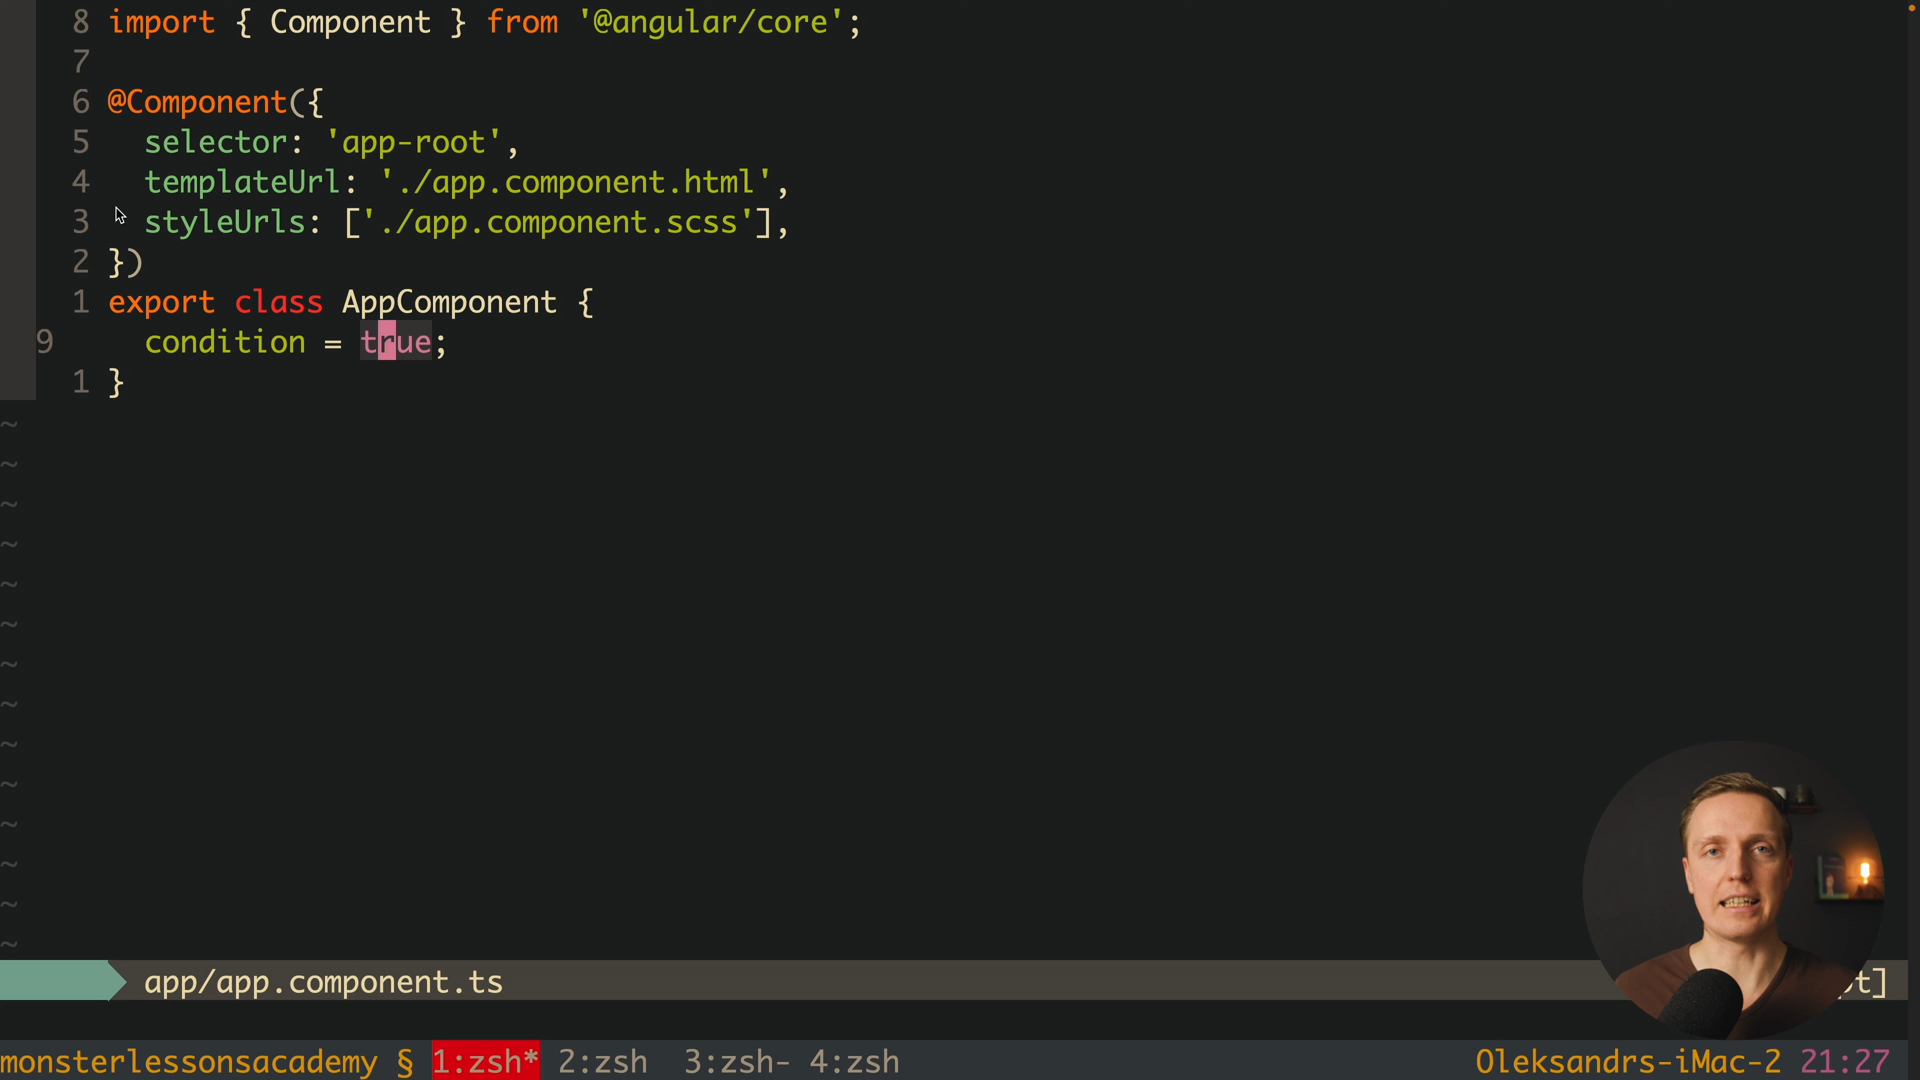 8 import { Component } from '@angular/core';
7
6 @Component({
5   selector: 'app-root',
4   templateUrl: './app.component.html',
3   styleUrls: ['./app.component.scss'],
2 })
1 export class AppComponent {
9   condition = true;
1 }
~
~
~
~
~
~
~
~
~
~
~
~
~
~
app/app.component.ts pt]
monsterlessonsacademy § 1:zsh* 2:zsh 3:zsh- 4:zsh Oleksandrs-iMac-2 21:27